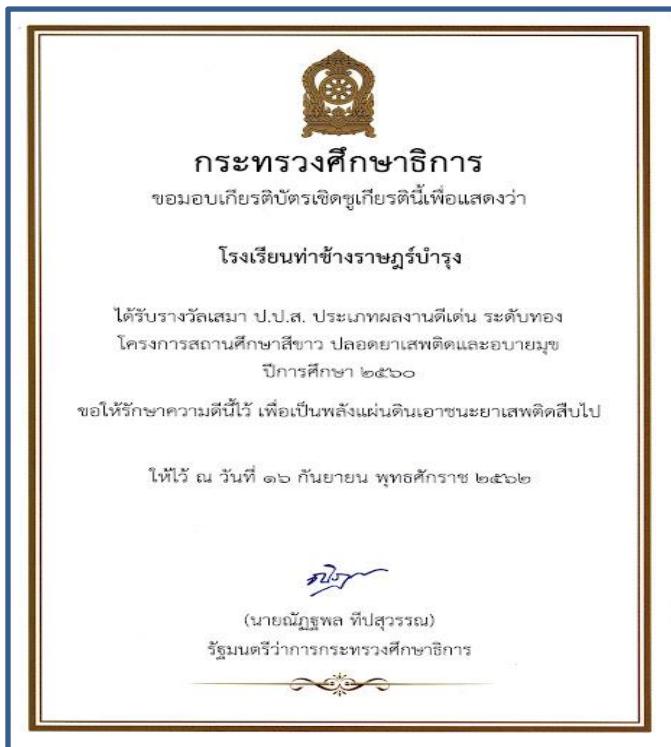 กระทรวงศึกษาธิการ
ขอมอบเกียรติบัตรเชิดชูเกียรตินี้เพื่อแสดงว่า
โรงเรียนท่าช้างราษฎร์บำรุง
ได้รับรางวัลเสมา ป.ป.ส. ประเภทผลงานดีเด่น ระดับทอง
โครงการสถานศึกษาสีขาว ปลอดยาเสพติดและอบายมุข
ปีการศึกษา ๒๕๖๐
ขอให้รักษาความดีนี้ไว้ เพื่อเป็นพลังแผ่นดินเอาชนะยาเสพติดสืบไป
ให้ไว้ ณ วันที่ ๑๖ กันยายน พุทธศักราช ๒๕๖๒
(นายณัฏฐพล ทีปสุวรรณ)
รัฐมนตรีว่าการกระทรวงศึกษาธิการ